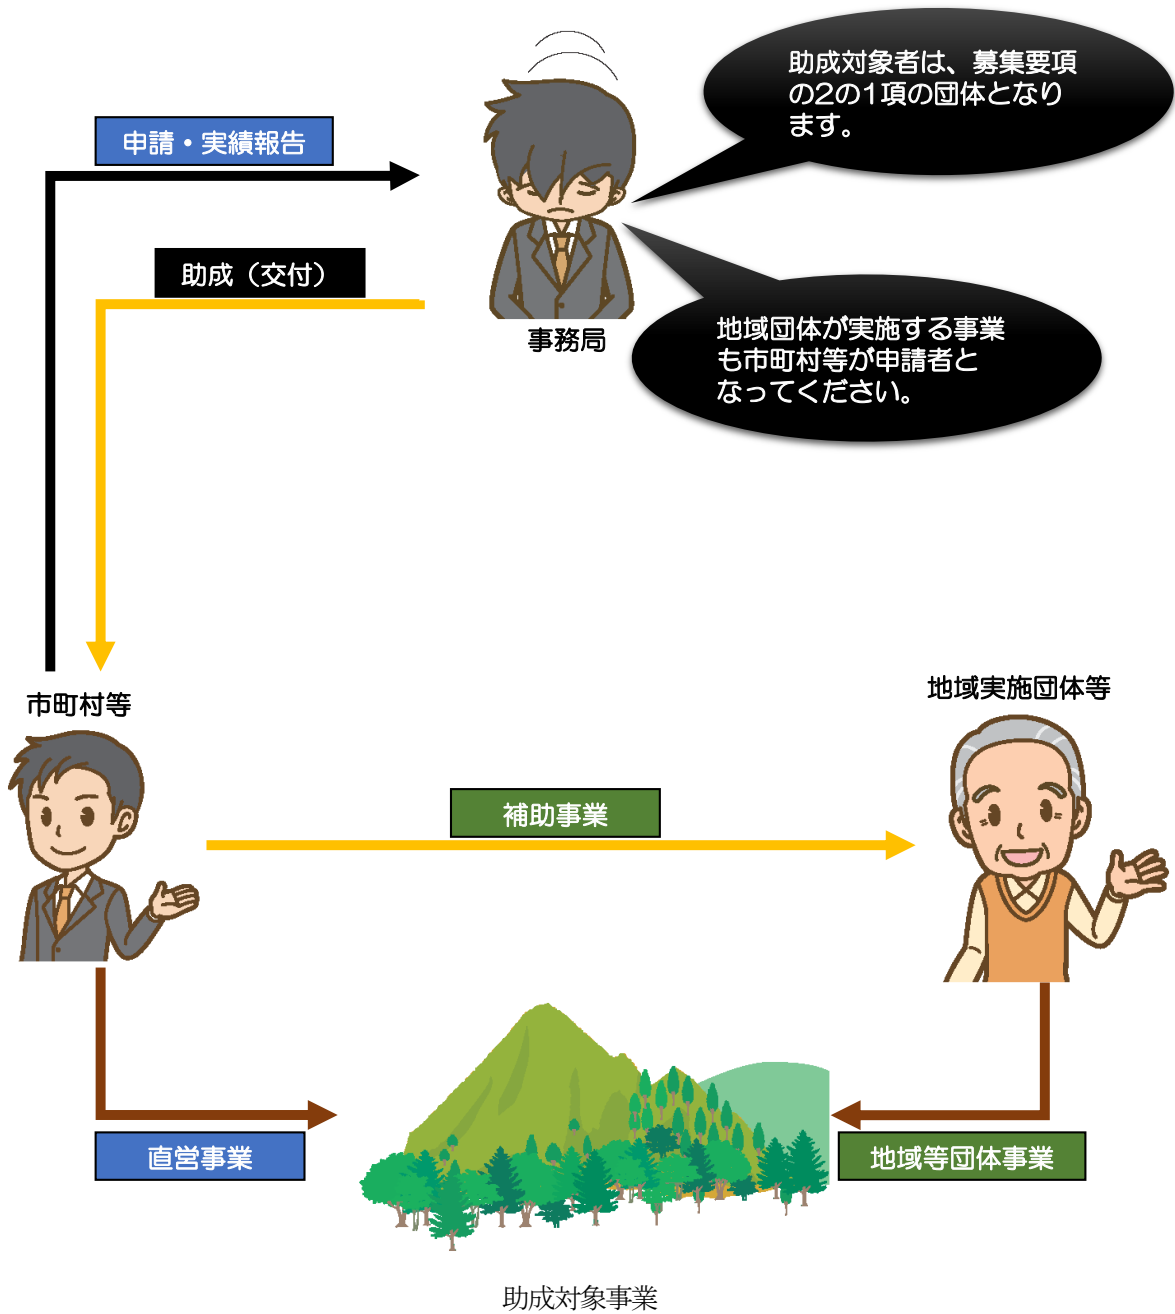 助成対象者は、募集要項
の2の1項の団体となり
ます。
申請・実績報告
助成（交付）
事務局
地域団体が実施する事業
も市町村等が申請者と
なってください。
市町村等
地域実施団体等
補助事業
直営事業
地域等団体事業
助成対象事業